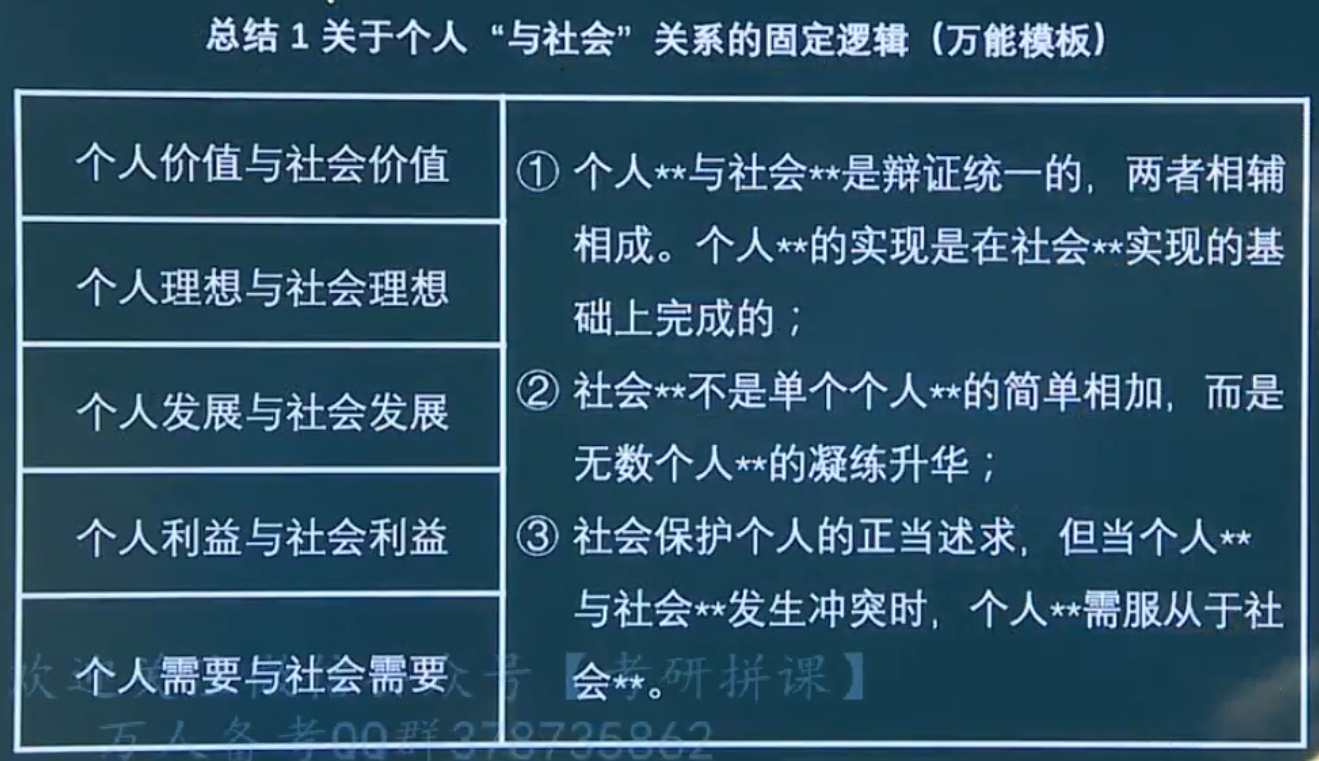 总结 1 关于个人“与社会”关系的固定逻辑（万能模板）
个人价值与社会价值
个人理想与社会理想
个人发展与社会发展
个人利益与社会利益
个人需要与社会需要
① 个人**与社会**是辩证统一的，两者相辅
相成。个人**的实现是在社会**实现的基
础上完成的；
② 社会**不是单个个人**的简单相加，而是
无数个人**的凝练升华；
③ 社会保护个人的正当述求，但当个人**
与社会**发生冲突时，个人**需服从于社
会**。
欢迎 众号【考研拼课】
万人备考QQ群378735862